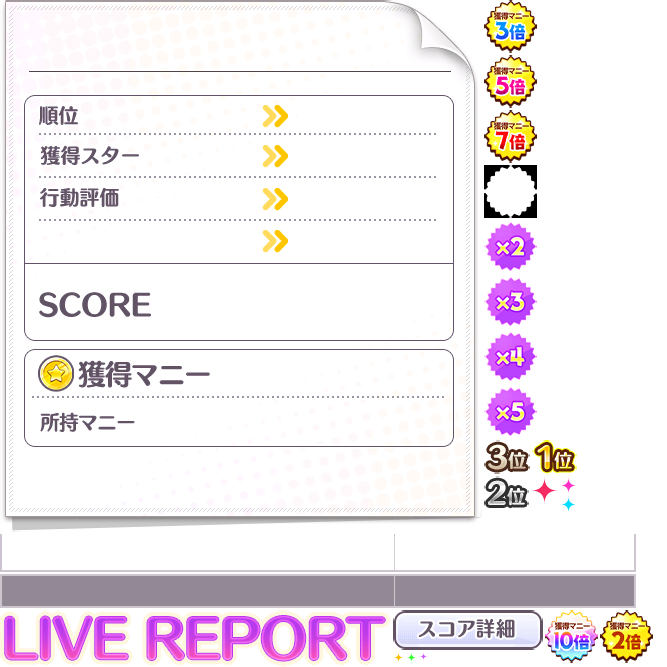 順位
獲得スター
行動評価
SCORE
獲得マニー
所持マニー
獲得マニー
3倍
獲得マニー
5倍
獲得マニー
7倍
×2
×3
×4
×5
3位
1位
2位
LIVE REPORT
スコア詳細
獲得マニー
10倍
獲得マニー
2倍